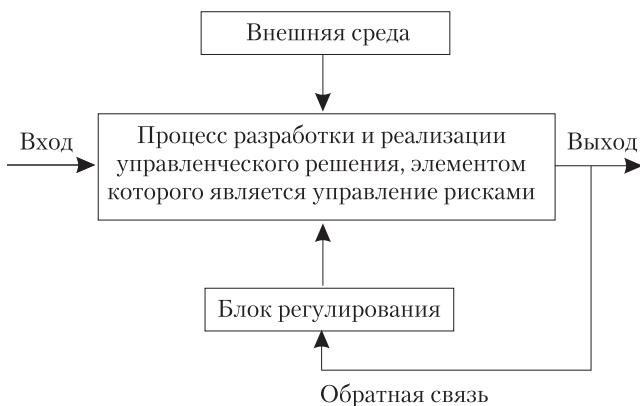 Внешняя среда
Вход
Процесс разработки и реализации
управленческого решения, элементом
которого является управление рисками
Выход
Блок регулирования
Обратная связь